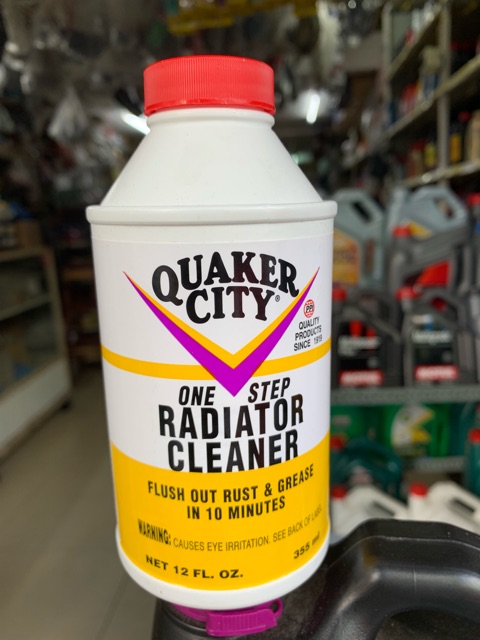 QUAKER
CITY®
QUALITY
PRODUCTS
SINCE 1919
ONE STEP
RADIATOR
CLEANER
FLUSH OUT RUST & GREASE
IN 10 MINUTES
WARNING: CAUSES EYE IRRITATION. SEE BACK OF LABEL
NET 12 FL. OZ.
355 ml